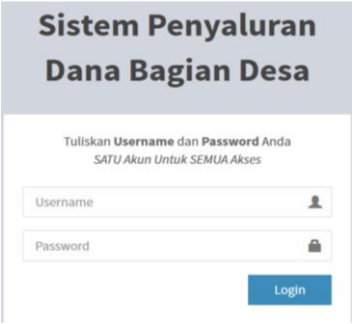 Sistem Penyaluran
Dana Bagian Desa
Tuliskan Username dan Password Anda
SATU Akun Untuk SEMUA Akses
Username
Password
Login